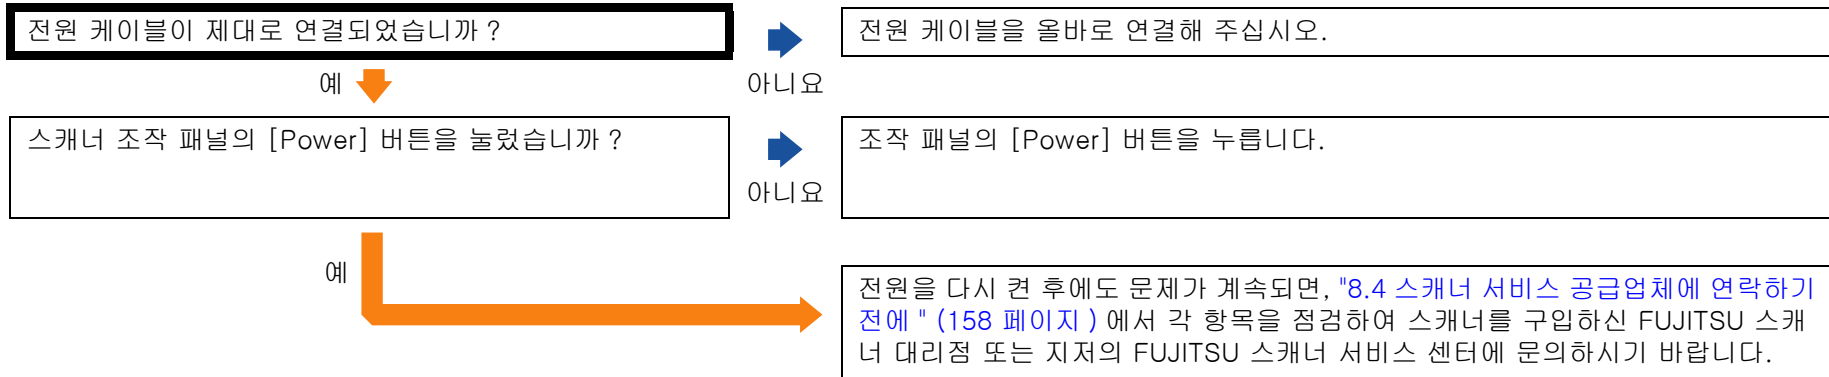 전원 케이블이 제대로 연결되었습니까 ?
전원 케이블을 올바로 연결해 주십시오.
예
아니요
스캐너 조작 패널의 [Power] 버튼을 눌렀습니까 ?
조작 패널의 [Power] 버튼을 누릅니다.
아니요
예
전원을 다시 켠 후에도 문제가 계속되면, "8.4 스캐너 서비스 공급업체에 연락하기
전에 " (158 페이지 ) 에서 각 항목을 점검하여 스캐너를 구입하신 FUJITSU 스캐
너 대리점 또는 지저의 FUJITSU 스캐너 서비스 센터에 문의하시기 바랍니다.